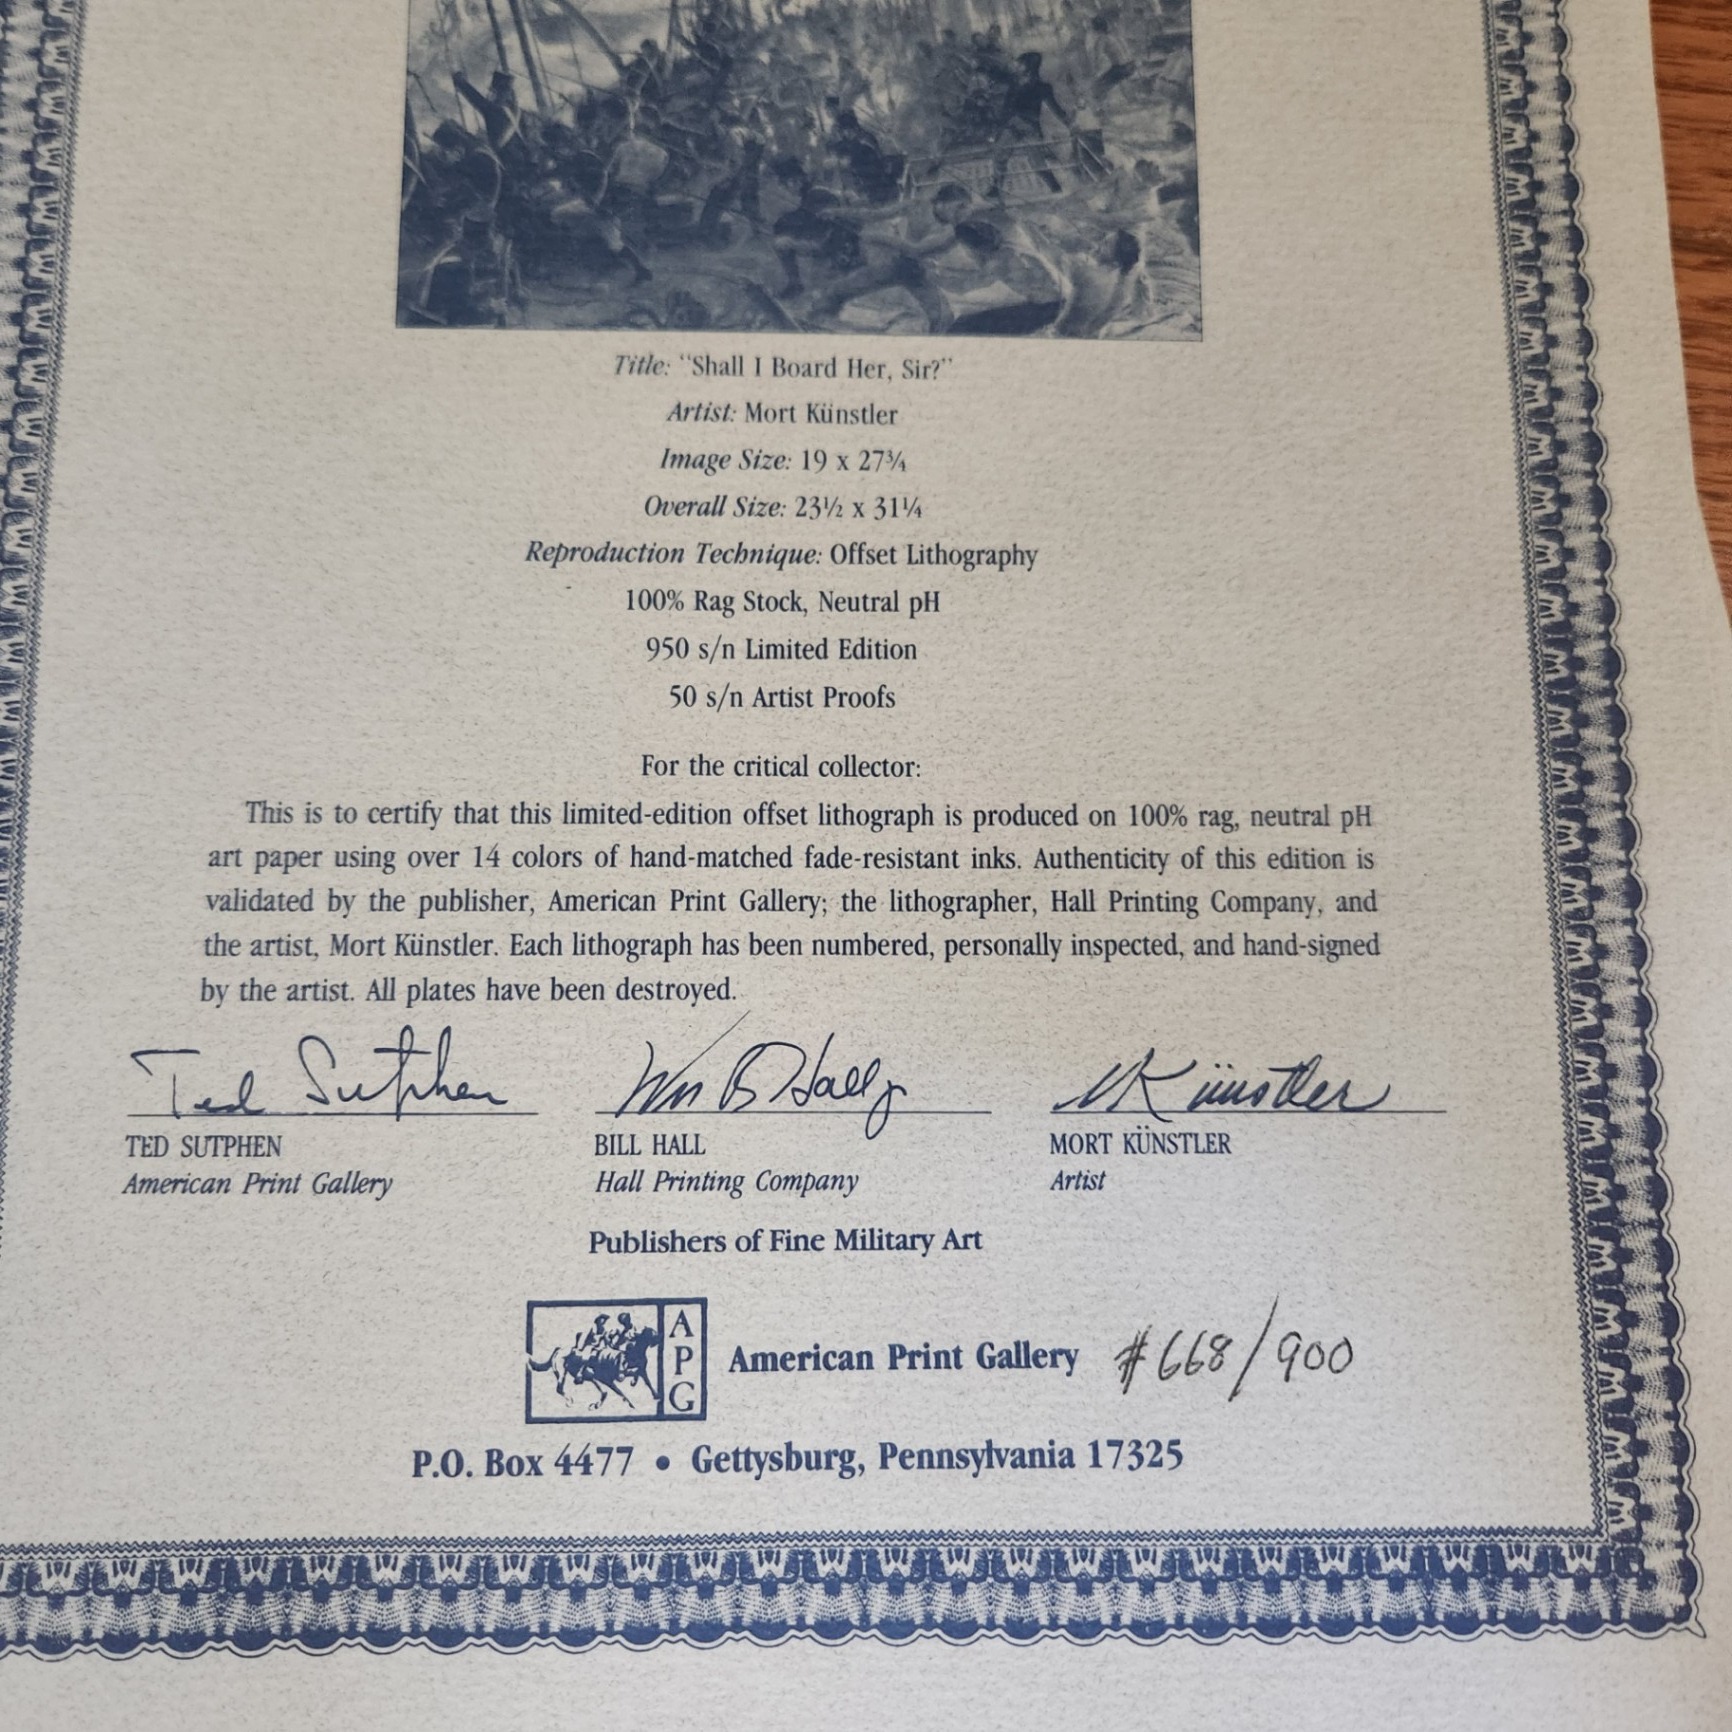 Title: "Shall I Board Her, Sir?"
Artist: Mort Künstler
Image Size: 19 x 27¾
Overall Size: 23½ x 31¼
Reproduction Technique: Offset Lithography
100% Rag Stock, Neutral pH
950 s/n Limited Edition
50 s/n Artist Proofs
For the critical collector:
This is to certify that this limited-edition offset lithograph is produced on 100% rag, neutral pH
art paper using over 14 colors of hand-matched fade-resistant inks. Authenticity of this edition is
validated by the publisher, American Print Gallery; the lithographer, Hall Printing Company, and
the artist, Mort Künstler. Each lithograph has been numbered, personally inspected, and hand-signed
by the artist. All plates have been destroyed.
Ted Sutphen Wm B Hall Jr M Künstler
TED SUTPHEN BILL HALL MORT KÜNSTLER
American Print Gallery Hall Printing Company Artist
Publishers of Fine Military Art
APG American Print Gallery #668/900
P.O. Box 4477 • Gettysburg, Pennsylvania 17325